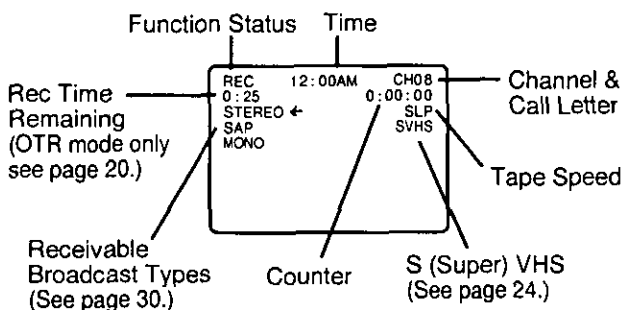 Function Status Time
REC 12:00AM CH08
0:25 0:00:00
STEREO ← SLP
SAP SVHS
MONO
Rec Time
Remaining
(OTR mode only
see page 20.)
Channel &
Call Letter
Tape Speed
Receivable
Broadcast Types
(See page 30.)
Counter
S (Super) VHS
(See page 24.)